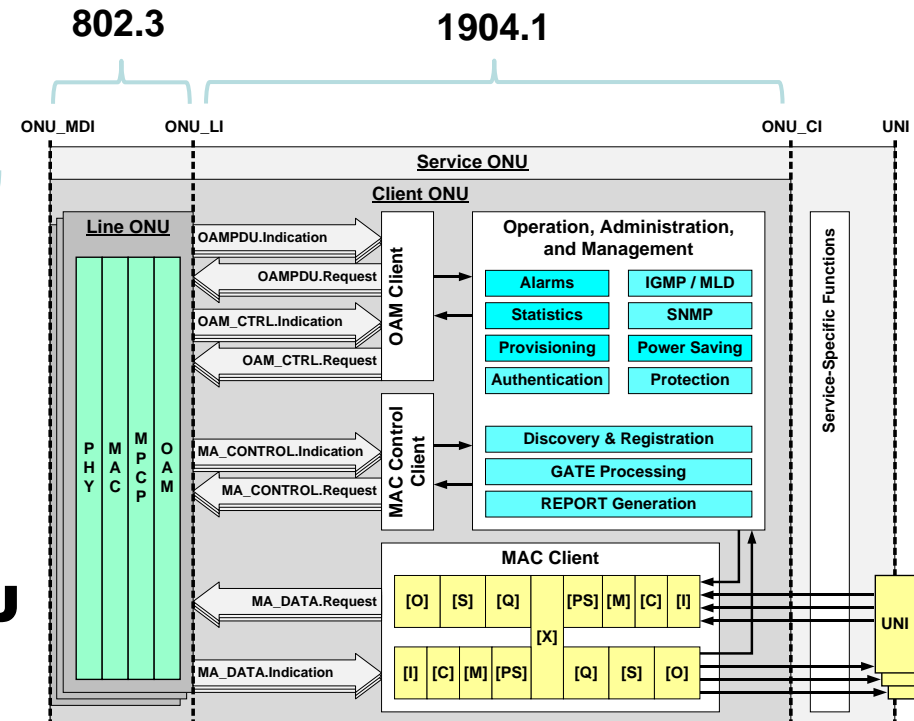 802.3
1904.1
ONU_MDI
ONU_LI
ONU_CI
UNI
Service ONU
Client ONU
Line ONU
PHY
MAC
MPCP
OAM
OAMPDU.Indication
OAMPDU.Request
OAM_CTRL.Indication
OAM_CTRL.Request
OAM Client
MA_CONTROL.Indication
MA_CONTROL.Request
MAC Control
Client
Operation, Administration,
and Management
Alarms
IGMP / MLD
Statistics
SNMP
Provisioning
Power Saving
Authentication
Protection
Discovery & Registration
GATE Processing
REPORT Generation
Service-Specific Functions
MAC Client
MA_DATA.Request
[O] [S] [Q] [PS] [M] [C] [I]
[X]
MA_DATA.Indication
[I] [C] [M] [PS] [Q] [S] [O]
UNI